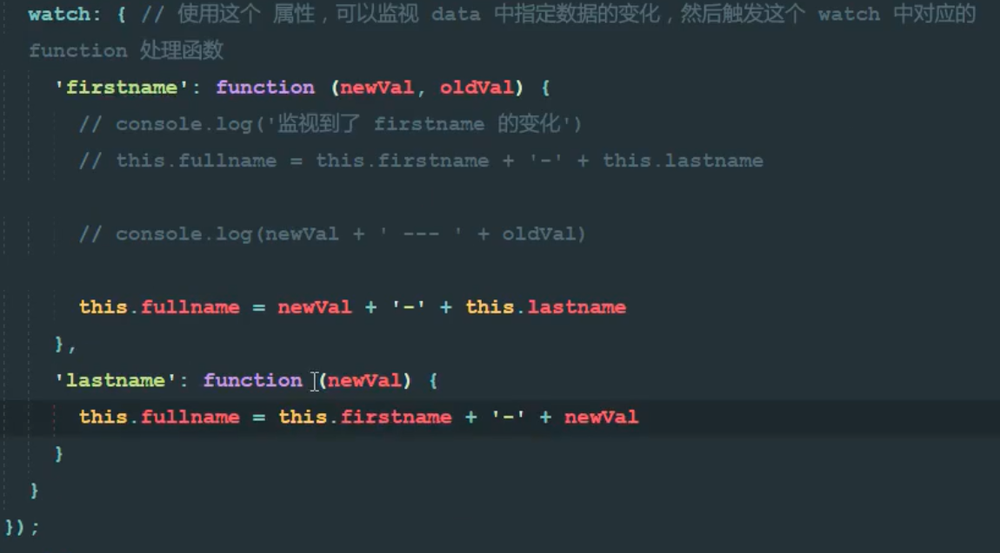 watch: { // 使用这个 属性，可以监视 data 中指定数据的变化，然后触发这个 watch 中对应的
function 处理函数
'firstname': function (newVal, oldVal) {
// console.log('监视到了 firstname 的变化')
// this.fullname = this.firstname + '-' + this.lastname
// console.log(newVal + ' --- ' + oldVal)
this.fullname = newVal + '-' + this.lastname
},
'lastname': function (newVal) {
this.fullname = this.firstname + '-' + newVal
}
}
});